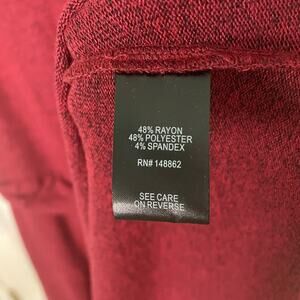 48% RAYON
48% POLYESTER
4% SPANDEX
RN# 148862
SEE CARE
ON REVERSE